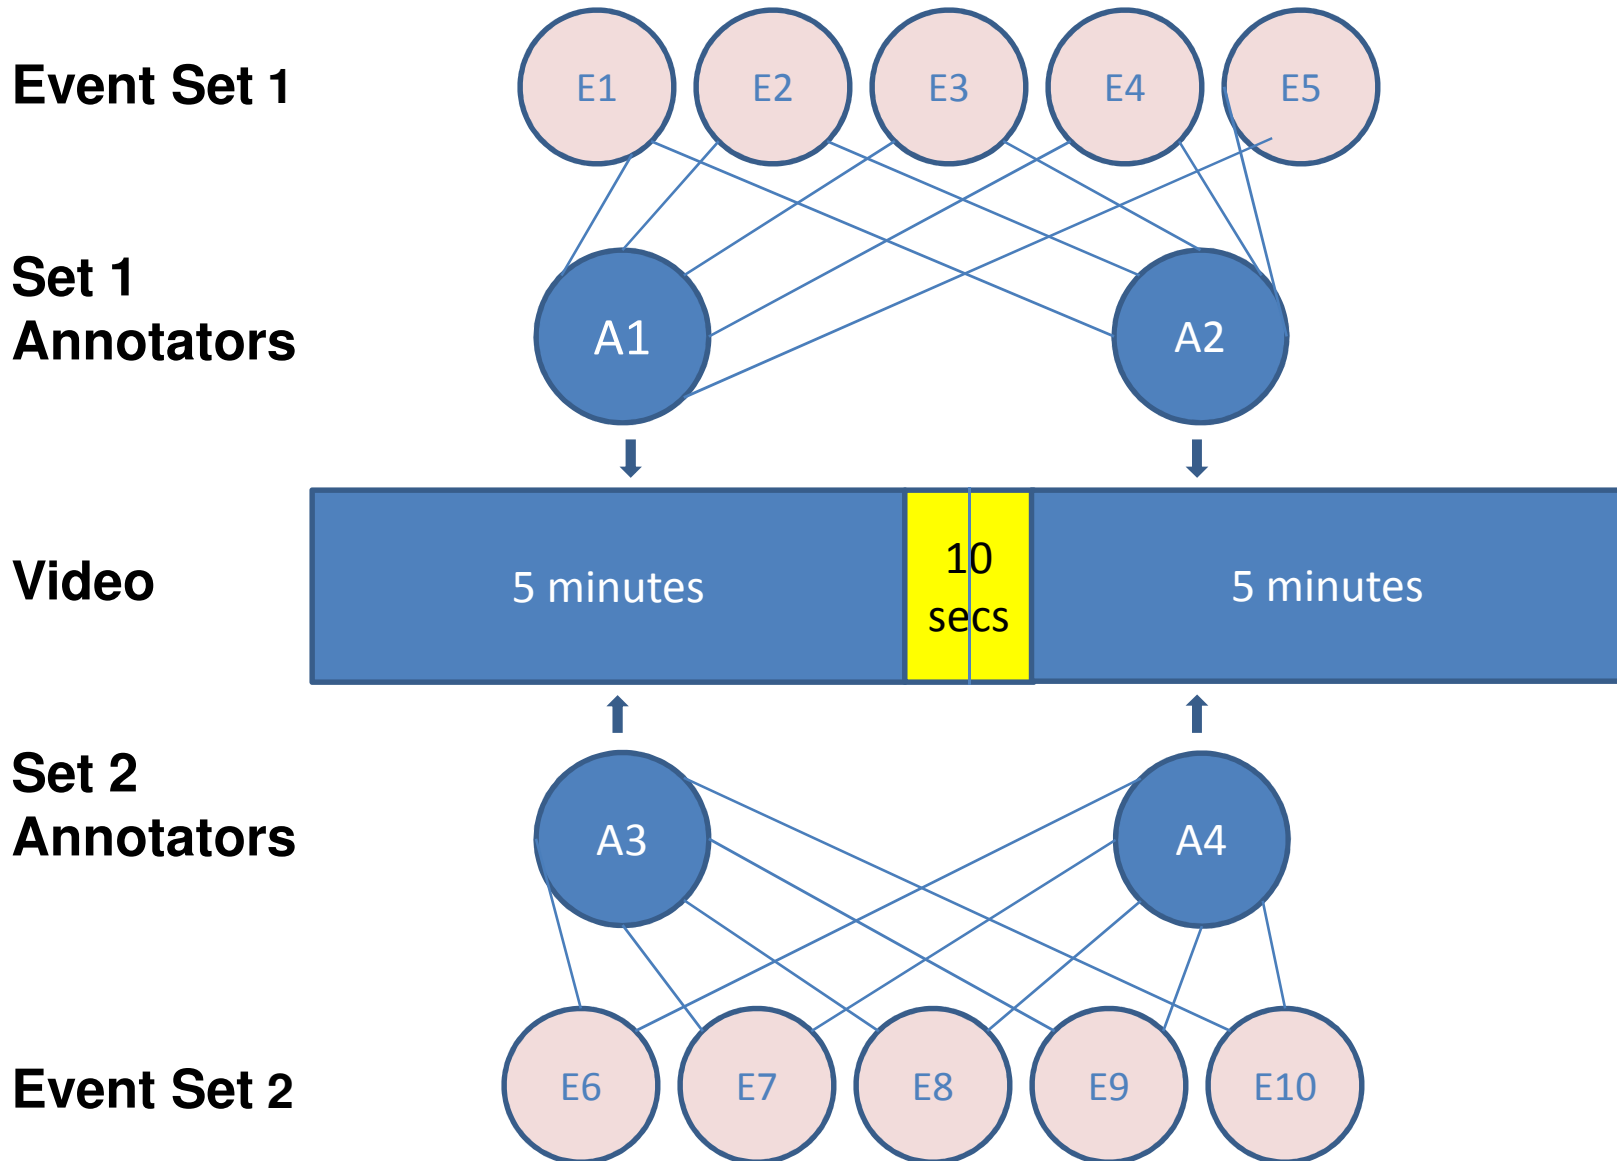 Event Set 1
E1
E2
E3
E4
E5
Set 1
Annotators
A1
A2
Video
5 minutes
10
secs
5 minutes
Set 2
Annotators
A3
A4
Event Set 2
E6
E7
E8
E9
E10